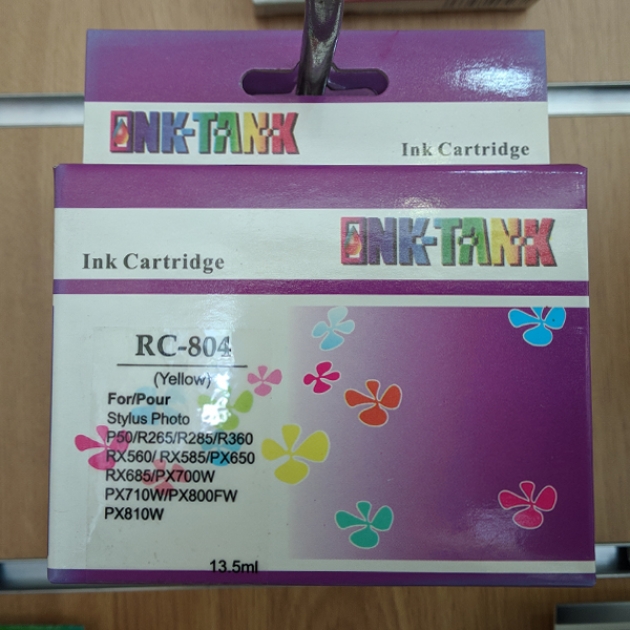 INK-TANK
Ink Cartridge
INK-TANK
Ink Cartridge
RC-804
(Yellow)
For/Pour
Stylus Photo
P50/R265/R285/R360
RX560/ RX585/PX650
RX685/PX700W
PX710W/PX800FW
PX810W
13.5ml